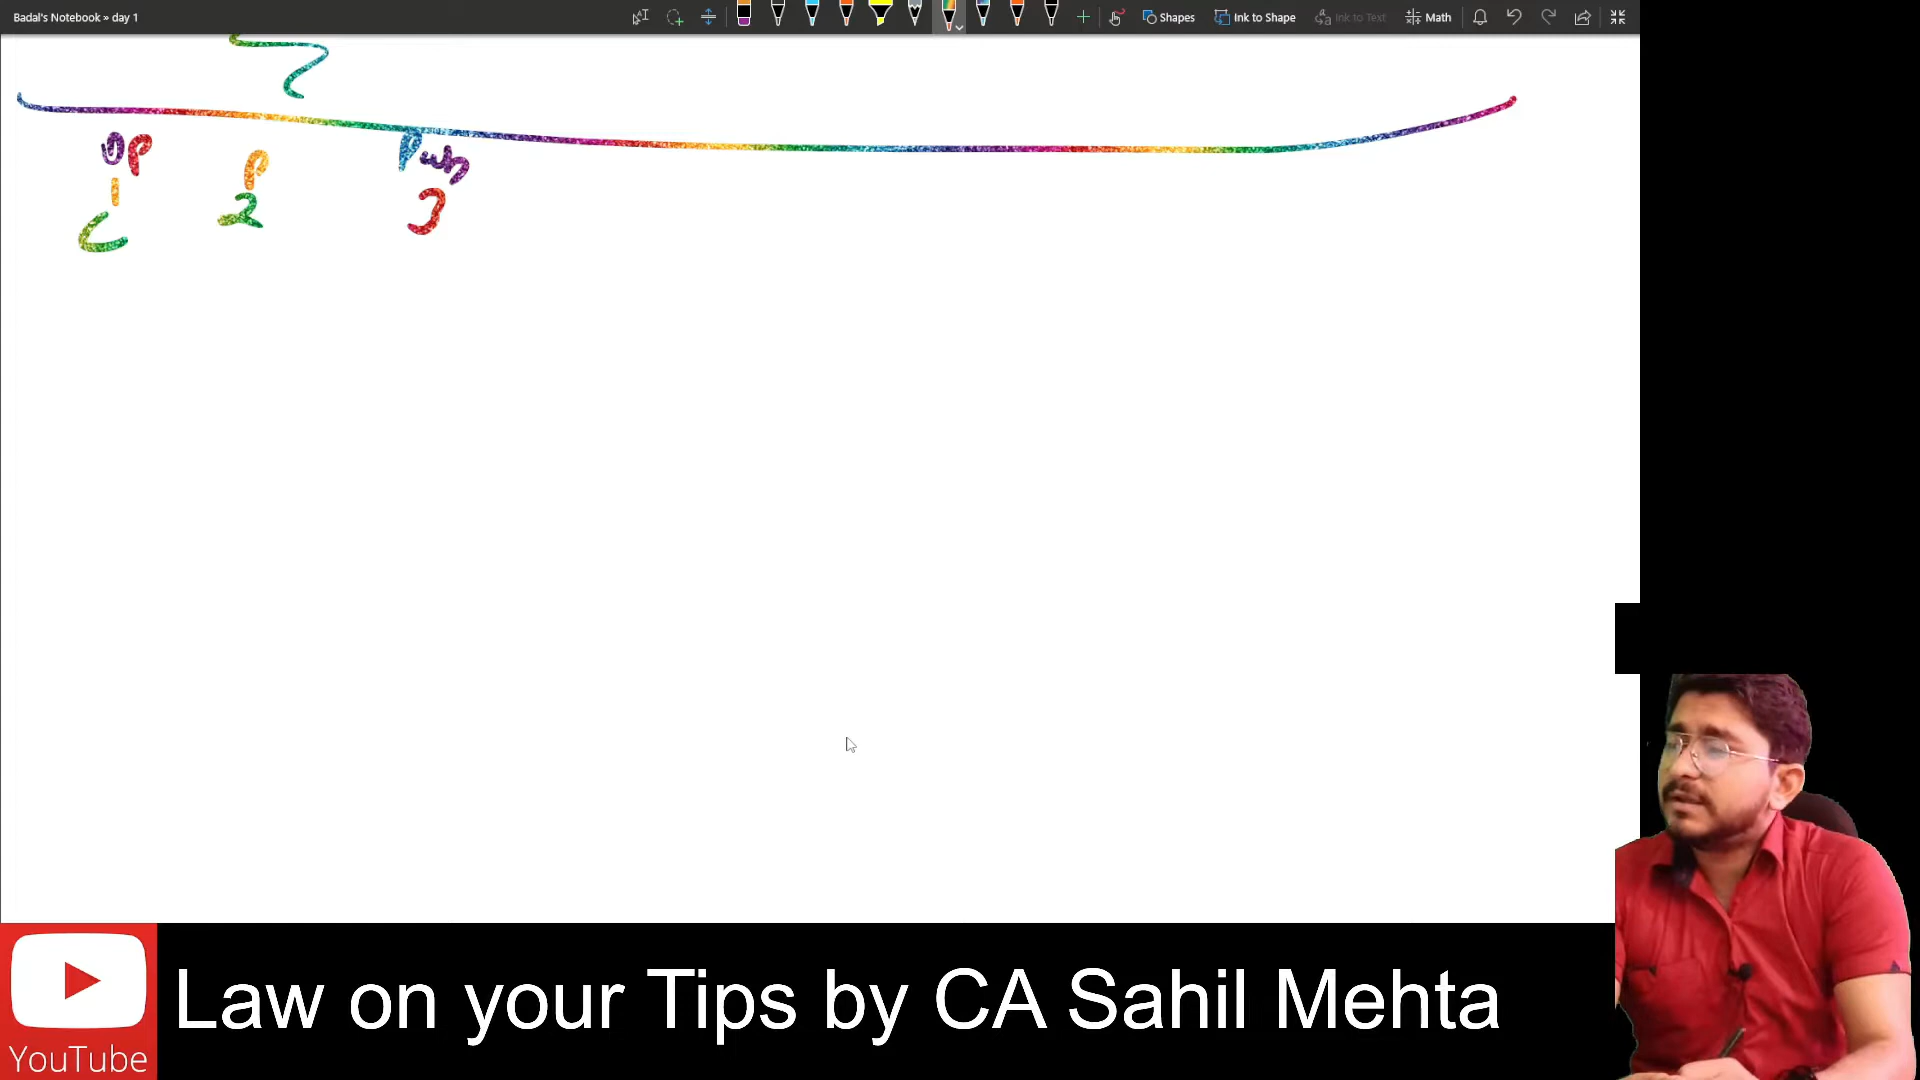 Badal's Notebook » day 1
Shapes Ink to Shape Ink to Text Math
OP P Pub
1 2 3
C
Law on your Tips by CA Sahil Mehta
YouTube